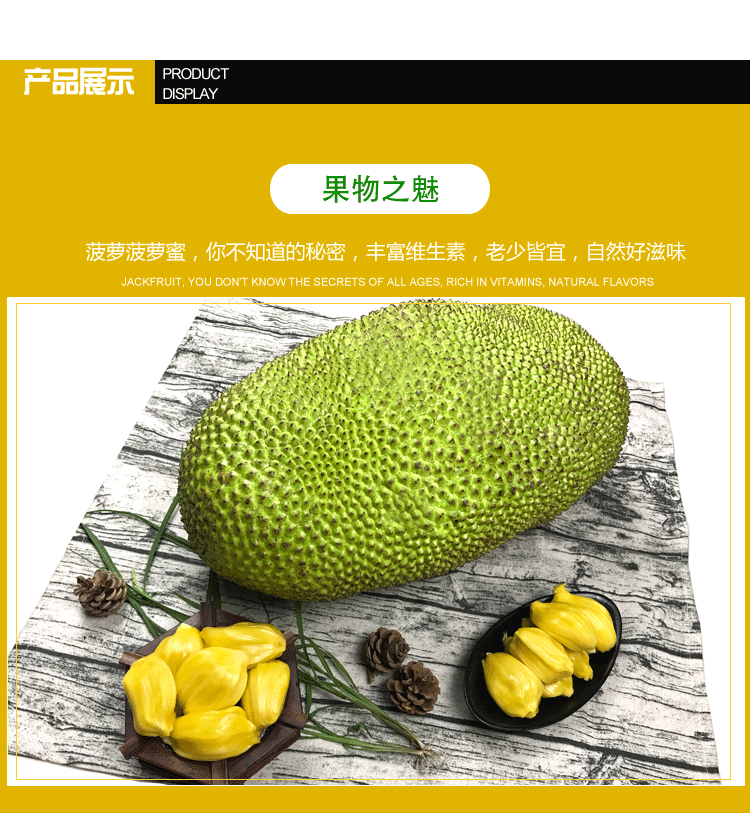 产品展示
PRODUCT
DISPLAY
果物之魅
菠萝菠萝蜜，你不知道的秘密，丰富维生素，老少皆宜，自然好滋味
JACKFRUIT, YOU DON'T KNOW THE SECRETS OF ALL AGES, RICH IN VITAMINS, NATURAL FLAVORS